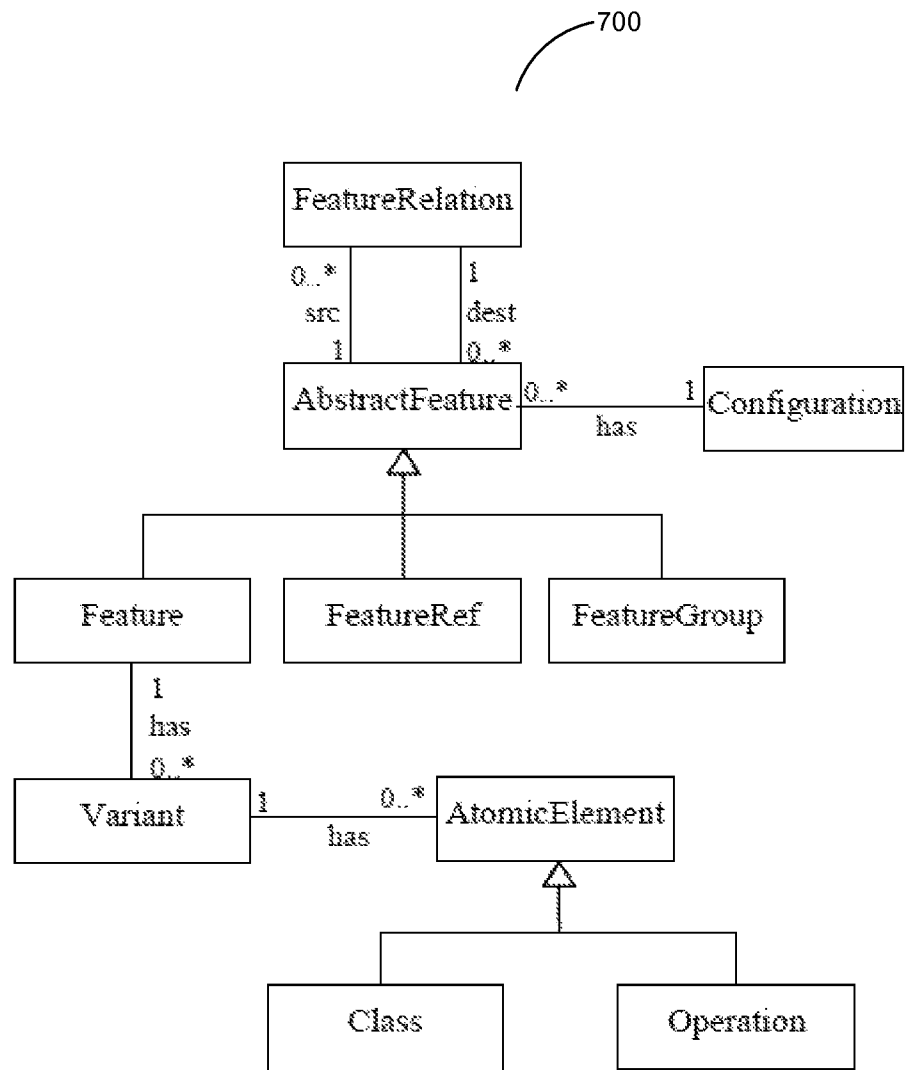 700
FeatureRelation
0..* 1
src dest
1 0..*
AbstractFeature 0..* 1 Configuration
has
Feature FeatureRef FeatureGroup
1
has
0..*
Variant 1 0..* AtomicElement
has
Class Operation